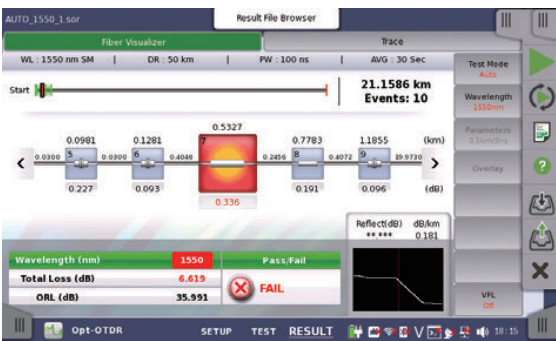 AUTO_1550_1.sor
Result File Browser
Fiber Visualizer
Trace
WL : 1550 nm SM | DR : 50 km | PW : 100 ns | AVG : 30 Sec
Start
21.1586 km
Events: 10
0.0981 0.1281 0.5327 0.7783 1.1855 (km)
0.0300 5 0.0300 6 0.4046 7 0.2456 8 0.4072 9 19.9730
0.227 0.093 0.336 0.191 0.096 (dB)
Reflect(dB) dB/km
**.*** 0.181
Wavelength (nm) 1550 Pass/Fail
Total Loss (dB) 6.619
ORL (dB) 35.991
FAIL
Test Mode
Auto
Wavelength
1550nm
Parameters
Overlay
VFL
Off
Opt-OTDR SETUP TEST RESULT 18:15